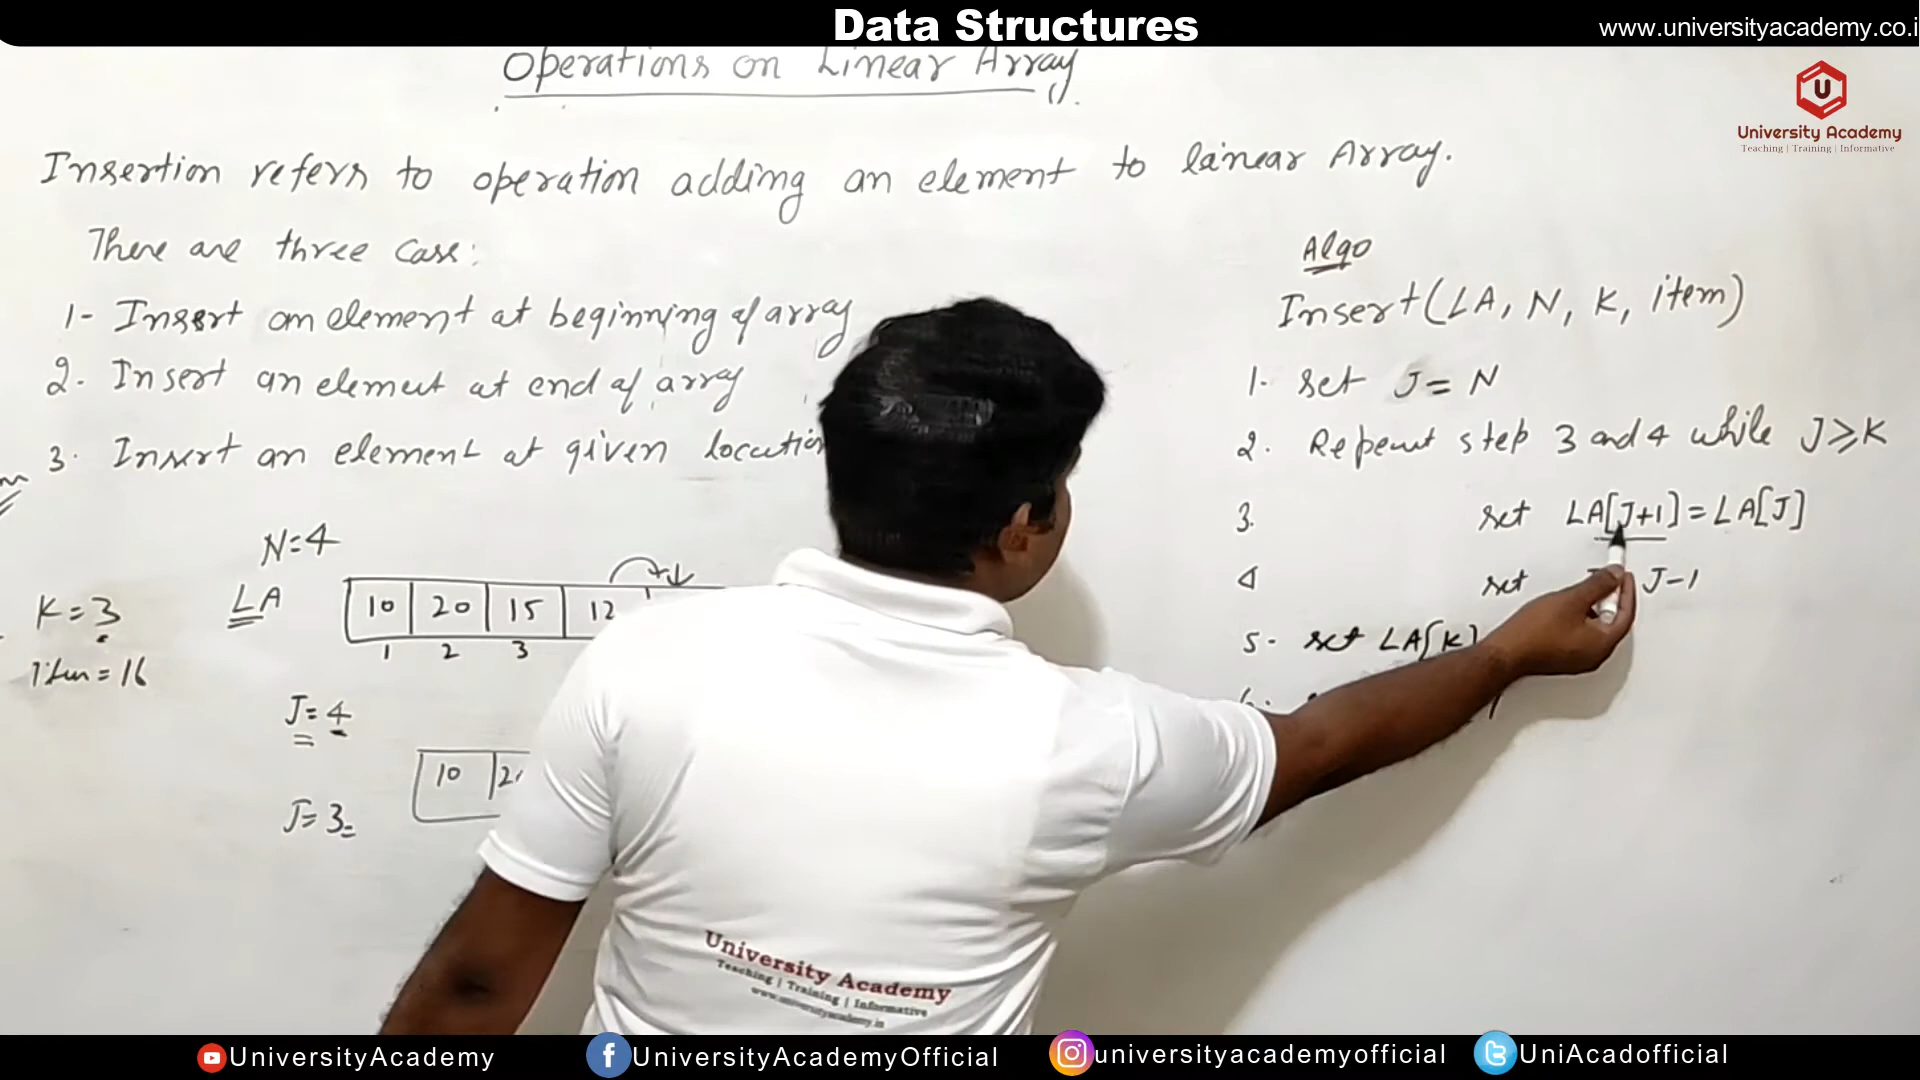 Data Structures
www.universityacademy.co.i
U
University Academy
Teaching | Training | Informative
Operations on Linear Array
Insertion refers to operation adding an element to linear Array.
There are three case:
1- Insert an element at beginning of array
2. Insert an element at end of array
3. Insert an element at given location
N=4
K=3
LA
10 20 15 12
1 2 3
Item=16
J=4
10
J=3
Algo
Insert(LA, N, K, item)
1. set J=N
2. Repeat step 3 and 4 while J≥K
3. set LA[J+1]=LA[J]
4 set J-1
5- set LA[K]
University Academy
Teaching | Training | Informative
www.universityacademy.in
UniversityAcademy
UniversityAcademyOfficial
universityacademyofficial
UniAcadofficial